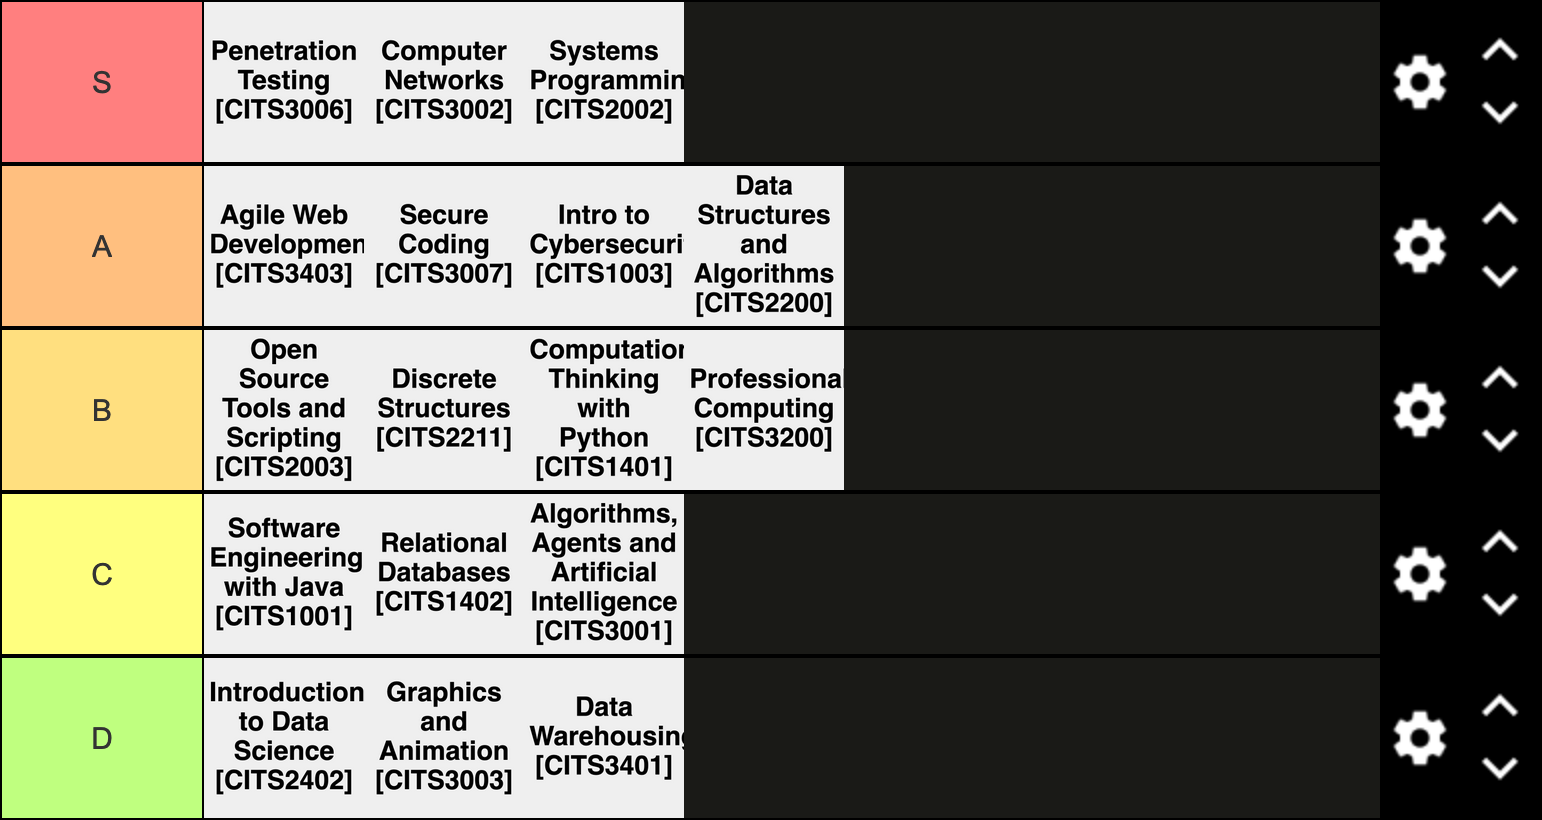 S
Penetration
Testing
[CITS3006]
Computer
Networks
[CITS3002]
Systems
Programmin
[CITS2002]
A
Agile Web
Developmen
[CITS3403]
Secure
Coding
[CITS3007]
Intro to
Cybersecuri
[CITS1003]
Data
Structures
and
Algorithms
[CITS2200]
B
Open
Source
Tools and
Scripting
[CITS2003]
Discrete
Structures
[CITS2211]
Computation
Thinking
with
Python
[CITS1401]
Professional
Computing
[CITS3200]
C
Software
Engineering
with Java
[CITS1001]
Relational
Databases
[CITS1402]
Algorithms,
Agents and
Artificial
Intelligence
[CITS3001]
D
Introduction
to Data
Science
[CITS2402]
Graphics
and
Animation
[CITS3003]
Data
Warehousing
[CITS3401]